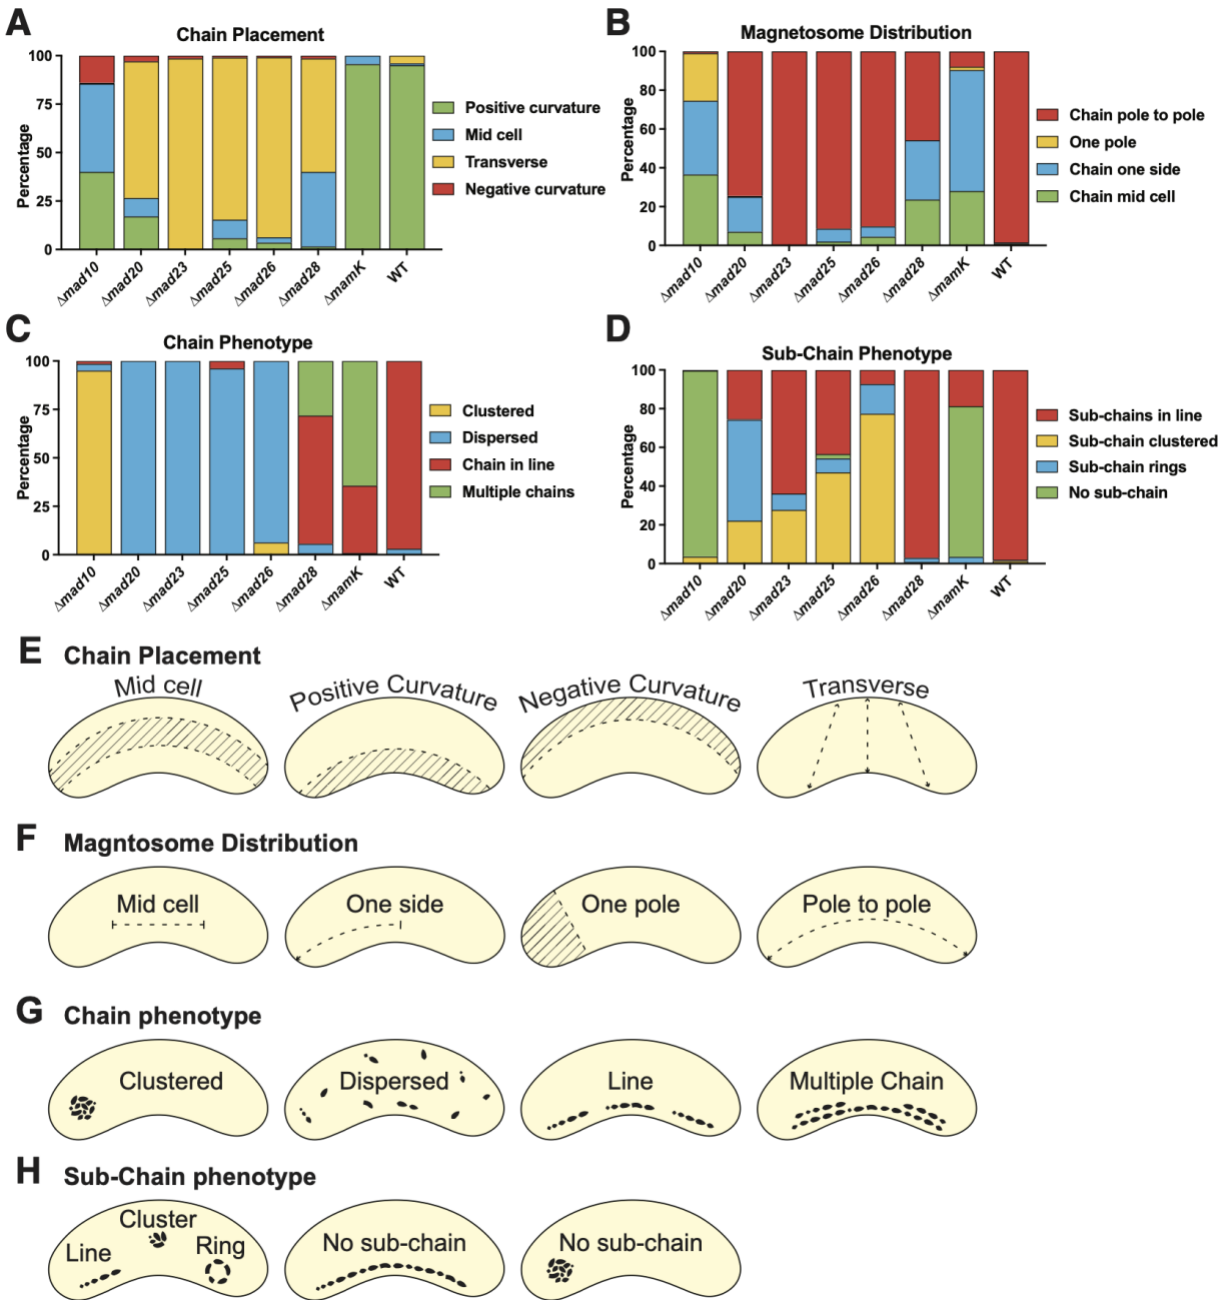 A
Chain Placement
Percentage
100
75
50
25
0
Δmad10
Δmad20
Δmad23
Δmad25
Δmad26
Δmad28
ΔmamK
WT
Positive curvature
Mid cell
Transverse
Negative curvature
B
Magnetosome Distribution
Percentage
100
80
60
40
20
0
Δmad10
Δmad20
Δmad23
Δmad25
Δmad26
Δmad28
ΔmamK
WT
Chain pole to pole
One pole
Chain one side
Chain mid cell
C
Chain Phenotype
Percentage
100
75
50
25
0
Δmad10
Δmad20
Δmad23
Δmad25
Δmad26
Δmad28
ΔmamK
WT
Clustered
Dispersed
Chain in line
Multiple chains
D
Sub-Chain Phenotype
Percentage
100
80
60
40
20
0
Δmad10
Δmad20
Δmad23
Δmad25
Δmad26
Δmad28
ΔmamK
WT
Sub-chains in line
Sub-chain clustered
Sub-chain rings
No sub-chain
E Chain Placement
Mid cell
Positive Curvature
Negative Curvature
Transverse
F Magntosome Distribution
Mid cell
One side
One pole
Pole to pole
G Chain phenotype
Clustered
Dispersed
Line
Multiple Chain
H Sub-Chain phenotype
Cluster
Line
Ring
No sub-chain
No sub-chain